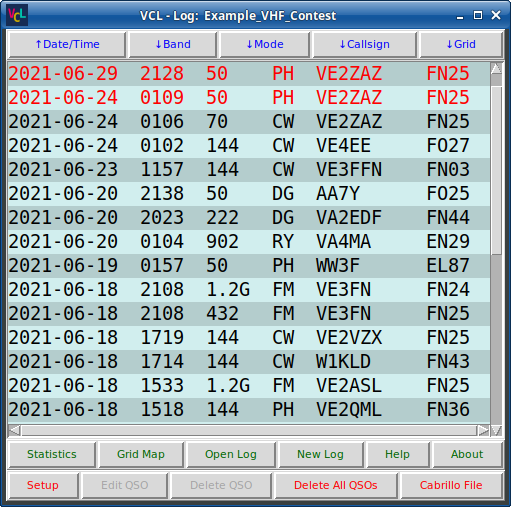 VCL VCL - Log: Example_VHF_Contest
↑Date/Time ↓Band ↓Mode ↓Callsign ↓Grid
2021-06-29 2128 50 PH VE2ZAZ FN25
2021-06-24 0109 50 PH VE2ZAZ FN25
2021-06-24 0106 70 CW VE2ZAZ FN25
2021-06-24 0102 144 CW VE4EE FO27
2021-06-23 1157 144 CW VE3FFN FN03
2021-06-20 2138 50 DG AA7Y FO25
2021-06-20 2023 222 DG VA2EDF FN44
2021-06-20 0104 902 RY VA4MA EN29
2021-06-19 0157 50 PH WW3F EL87
2021-06-18 2108 1.2G FM VE3FN FN24
2021-06-18 2108 432 FM VE3FN FN25
2021-06-18 1719 144 CW VE2VZX FN25
2021-06-18 1714 144 CW W1KLD FN43
2021-06-18 1533 1.2G FM VE2ASL FN25
2021-06-18 1518 144 PH VE2QML FN36
Statistics Grid Map Open Log New Log Help About
Setup Edit QSO Delete QSO Delete All QSOs Cabrillo File